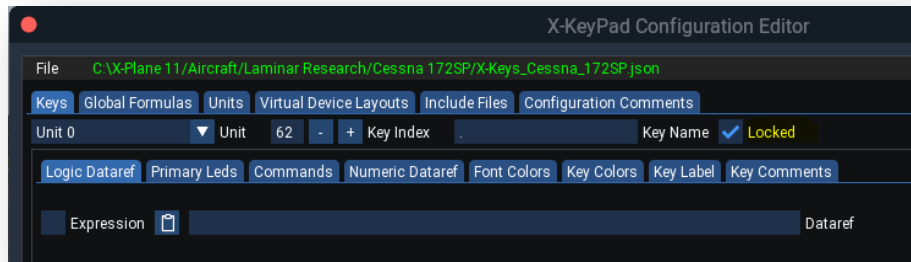 X-KeyPad Configuration Editor
File C:\X-Plane 11/Aircraft/Laminar Research/Cessna 172SP/X-Keys_Cessna_172SP.json
Keys Global Formulas Units Virtual Device Layouts Include Files Configuration Comments
Unit 0 Unit 62 - + Key Index . Key Name Locked
Logic Dataref Primary Leds Commands Numeric Dataref Font Colors Key Colors Key Label Key Comments
Expression Dataref